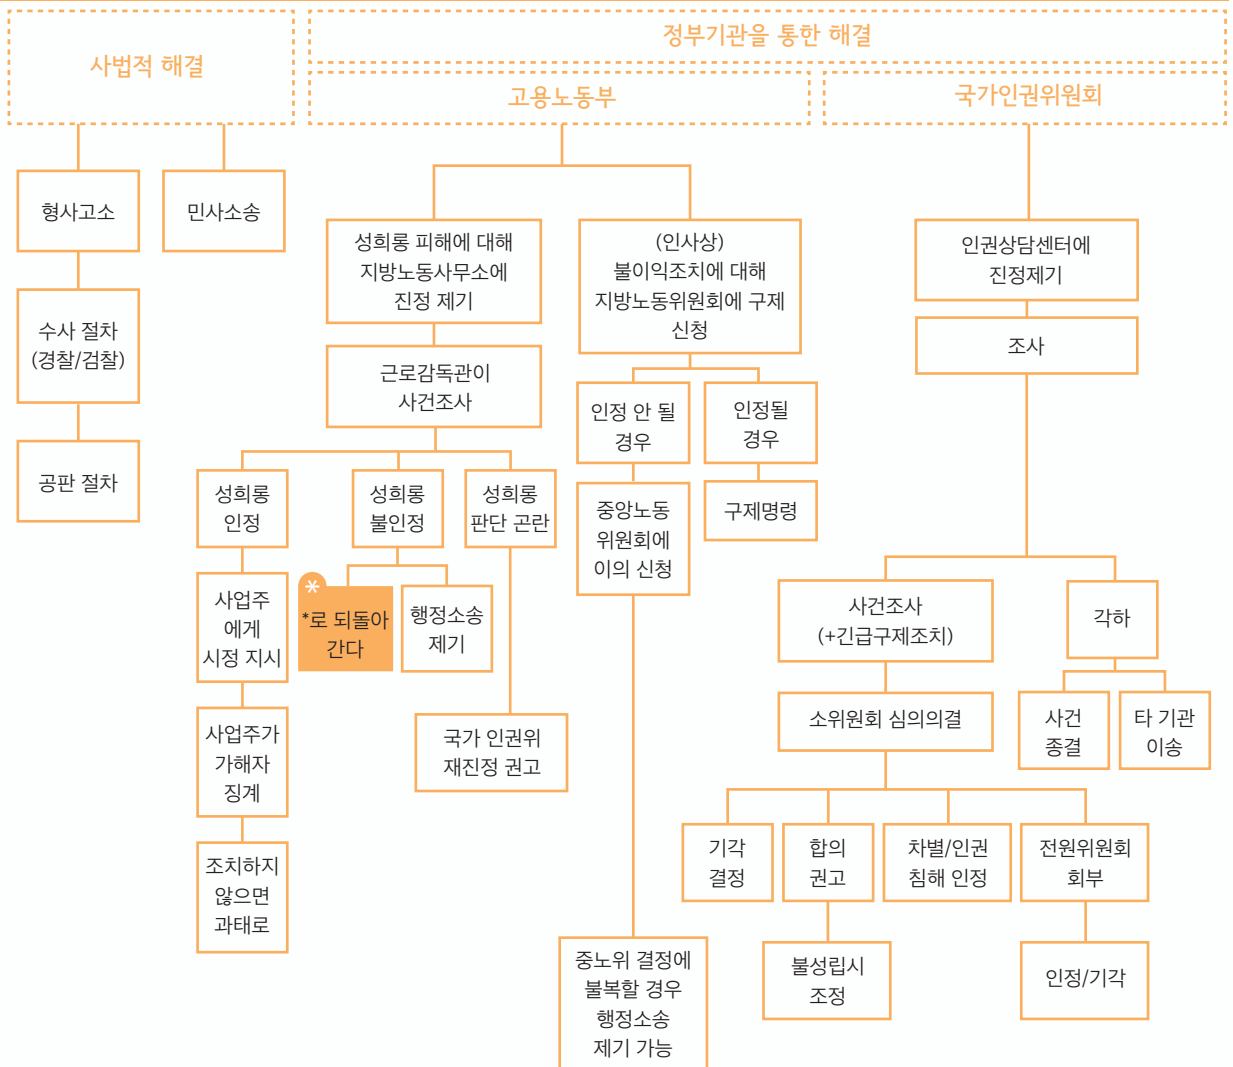 사법적 해결
정부기관을 통한 해결
고용노동부
국가인권위원회
형사고소
민사소송
수사 절차
(경찰/검찰)
공판 절차
성희롱 피해에 대해
지방노동사무소에
진정 제기
근로감독관이
사건조사
성희롱
인정
사업주
에게
시정 지시
사업주가
가해자
징계
조치하지
않으면
과태로
성희롱
불인정
*
*로 되돌아
간다
행정소송
제기
성희롱
판단 곤란
국가 인권위
재진정 권고
(인사상)
불이익조치에 대해
지방노동위원회에 구제
신청
인정 안 될
경우
중앙노동
위원회에
이의 신청
중노위 결정에
불복할 경우
행정소송
제기 가능
인정될
경우
구제명령
인권상담센터에
진정제기
조사
사건조사
(+긴급구제조치)
소위원회 심의의결
기각
결정
합의
권고
불성립시
조정
차별/인권
침해 인정
전원위원회
회부
인정/기각
각하
사건
종결
타 기관
이송